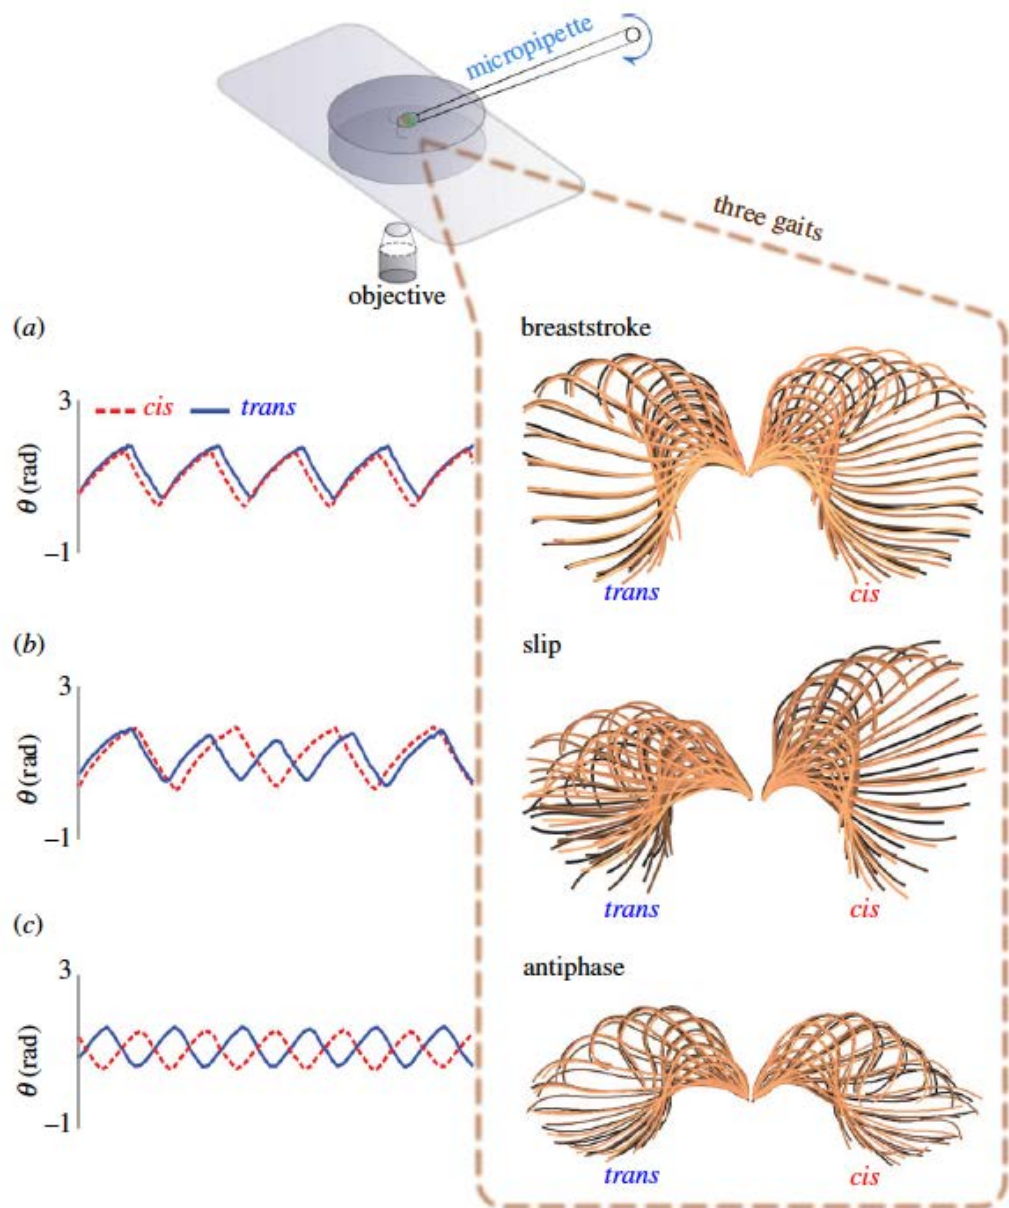 micropipette
three gaits
objective
(a)
breaststroke
3
cis
trans
θ (rad)
–1
trans
cis
(b)
slip
3
θ (rad)
–1
trans
cis
(c)
antiphase
3
θ (rad)
–1
trans
cis